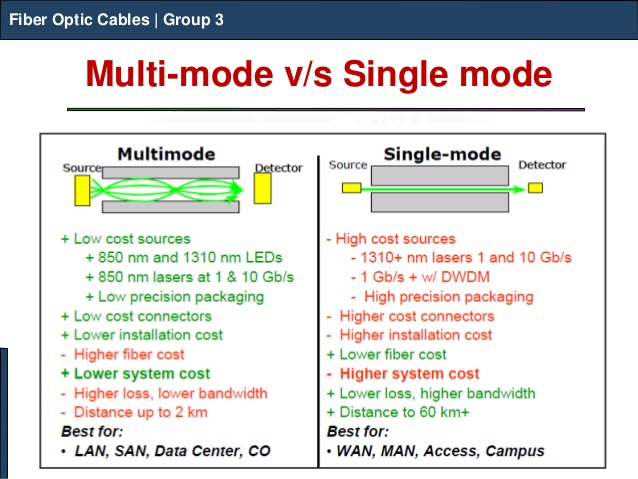 Fiber Optic Cables | Group 3
Multi-mode v/s Single mode
Multimode
Source
Detector
+ Low cost sources
+ 850 nm and 1310 nm LEDs
+ 850 nm lasers at 1 & 10 Gb/s
+ Low precision packaging
+ Low cost connectors
+ Lower installation cost
- Higher fiber cost
+ Lower system cost
- Higher loss, lower bandwidth
- Distance up to 2 km
Best for:
• LAN, SAN, Data Center, CO
Single-mode
Source
Detector
- High cost sources
- 1310+ nm lasers 1 and 10 Gb/s
- 1 Gb/s + w/ DWDM
- High precision packaging
- Higher cost connectors
- Higher installation cost
+ Lower fiber cost
- Higher system cost
+ Lower loss, higher bandwidth
+ Distance to 60 km+
Best for:
• WAN, MAN, Access, Campus